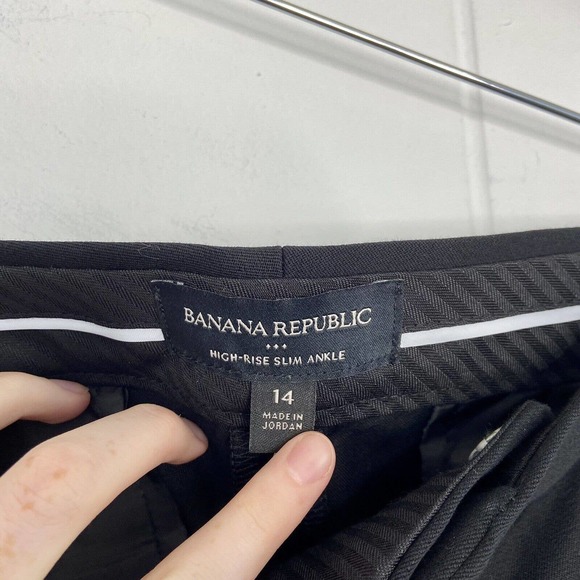 BANANA REPUBLIC
HIGH-RISE SLIM ANKLE
14
MADE IN
JORDAN